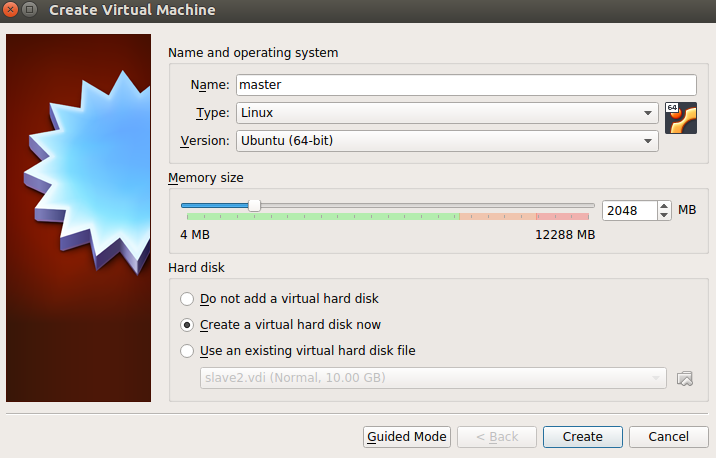 Create Virtual Machine
Name and operating system
Name: master
Type: Linux
64
Version: Ubuntu (64-bit)
Memory size
2048 MB
4 MB 12288 MB
Hard disk
Do not add a virtual hard disk
Create a virtual hard disk now
Use an existing virtual hard disk file
slave2.vdi (Normal, 10.00 GB)
Guided Mode < Back Create Cancel